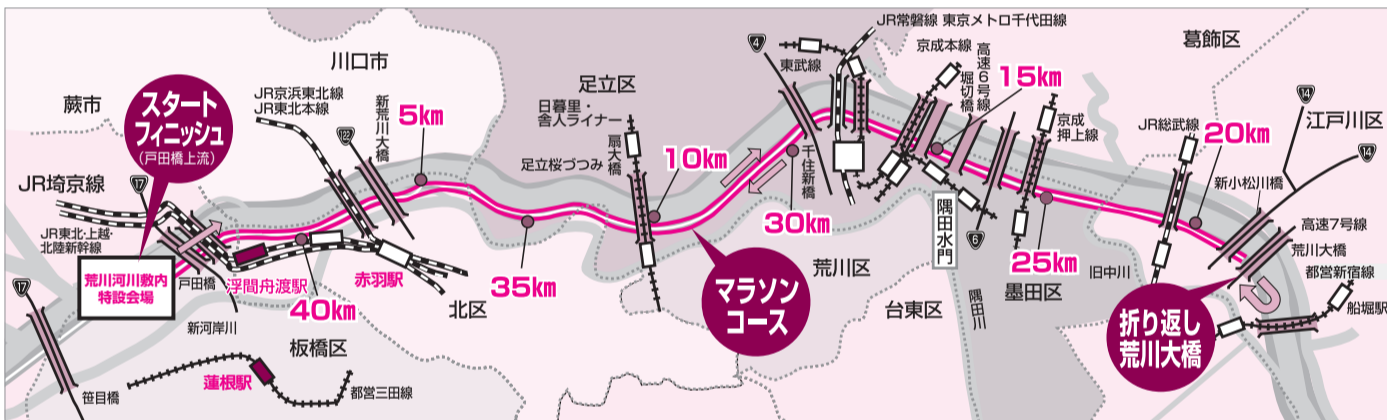 蕨市
川口市
足立区
葛飾区
江戸川区
スタート
フィニッシュ
(戸田橋上流)
JR埼京線
17
JR東北・上越・
北陸新幹線
荒川河川敷内
特設会場
17
笹目橋
戸田橋
新河岸川
浮間舟渡駅
40km
赤羽駅
板橋区
蓮根駅
都営三田線
北区
JR京浜東北線
JR東北本線
122
新荒川大橋
5km
35km
日暮里・
舎人ライナー
足立桜づつみ
扇大橋
10km
マラソン
コース
4
東武線
千住新橋
30km
荒川区
JR常磐線 東京メトロ千代田線
京成本線
堀切橋
高速6号線
15km
台東区
隅田水門
6
隅田川
京成
押上線
25km
墨田区
旧中川
JR総武線
20km
14
14
新小松川橋
高速7号線
荒川大橋
都営新宿線
船堀駅
折り返し
荒川大橋